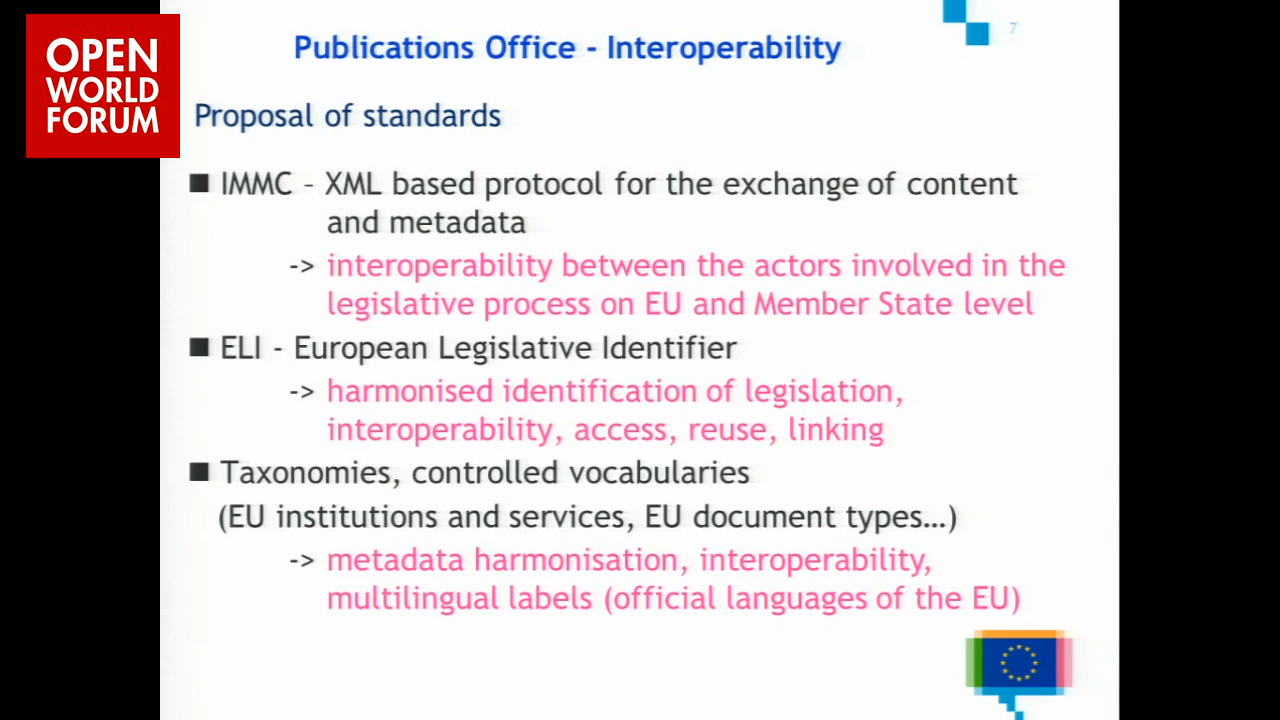 OPEN
WORLD
FORUM
7
Publications Office - Interoperability
Proposal of standards
■ IMMC – XML based protocol for the exchange of content
and metadata
-> interoperability between the actors involved in the
legislative process on EU and Member State level
■ ELI - European Legislative Identifier
-> harmonised identification of legislation,
interoperability, access, reuse, linking
■ Taxonomies, controlled vocabularies
(EU institutions and services, EU document types…)
-> metadata harmonisation, interoperability,
multilingual labels (official languages of the EU)